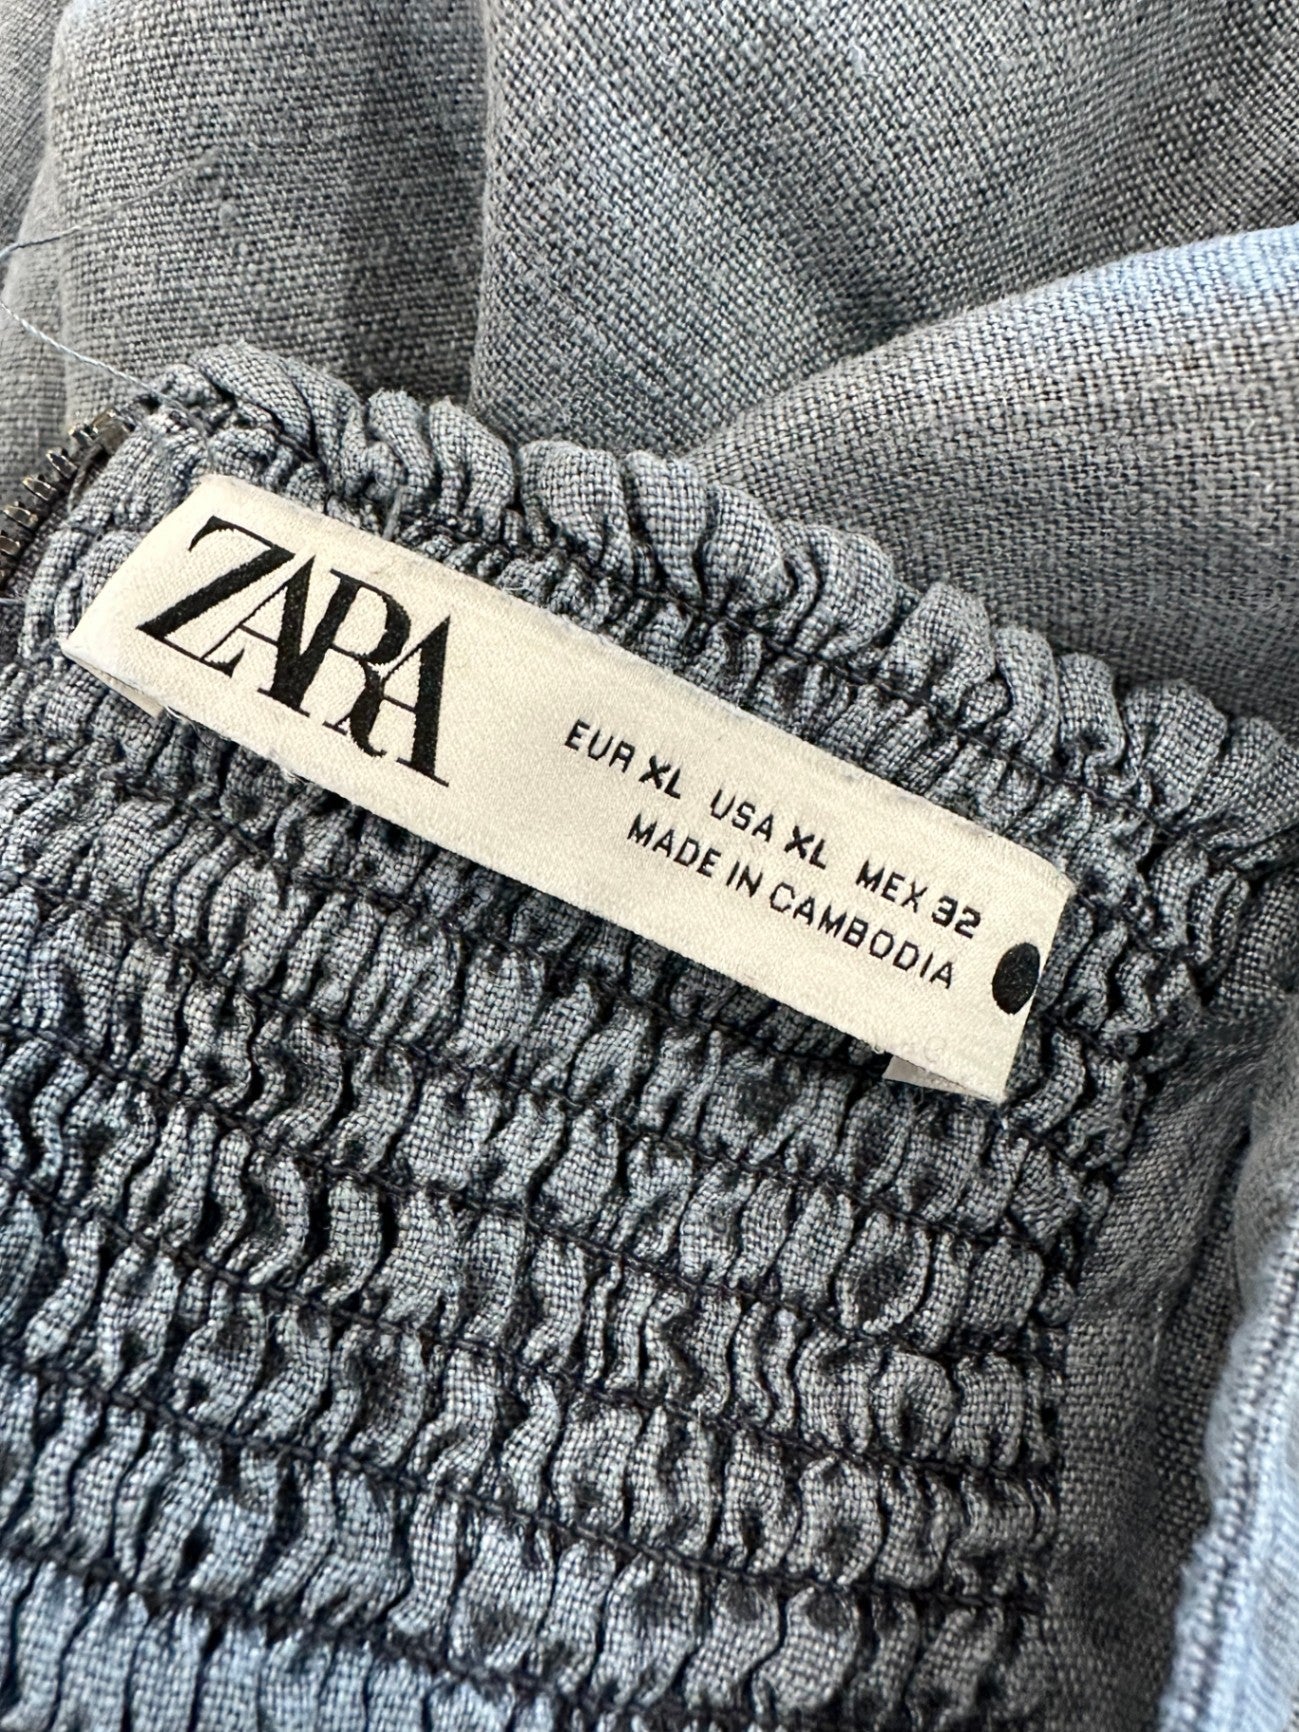 ZARA
EUR XL USA XL MEX 32
MADE IN CAMBODIA